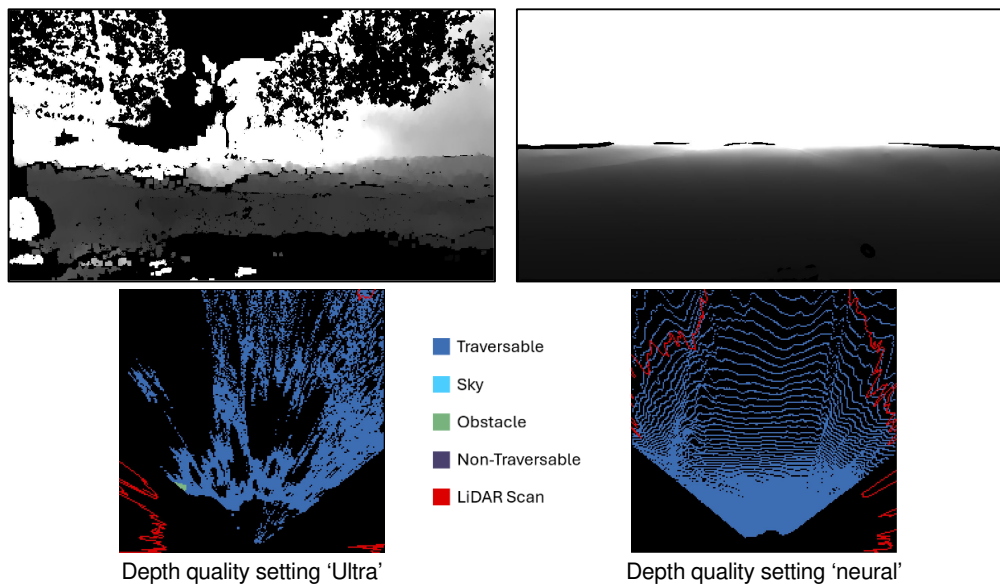 Traversable
Sky
Obstacle
Non-Traversable
LiDAR Scan
Depth quality setting ‘Ultra’
Depth quality setting ‘neural’